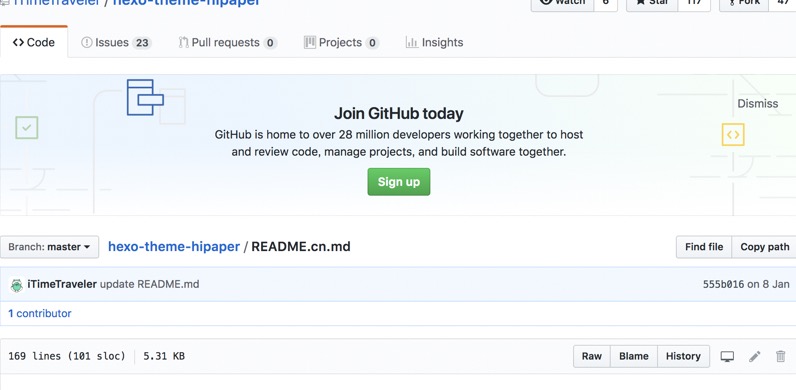 iTimeTraveler / hexo-theme-hipaper
Watch 6 Star 117 Fork 47
Code Issues 23 Pull requests 0 Projects 0 Insights
Dismiss
Join GitHub today
GitHub is home to over 28 million developers working together to host
and review code, manage projects, and build software together.
Sign up
Branch: master hexo-theme-hipaper / README.cn.md Find file Copy path
iTimeTraveler update README.md 555b016 on 8 Jan
1 contributor
169 lines (101 sloc) 5.31 KB Raw Blame History